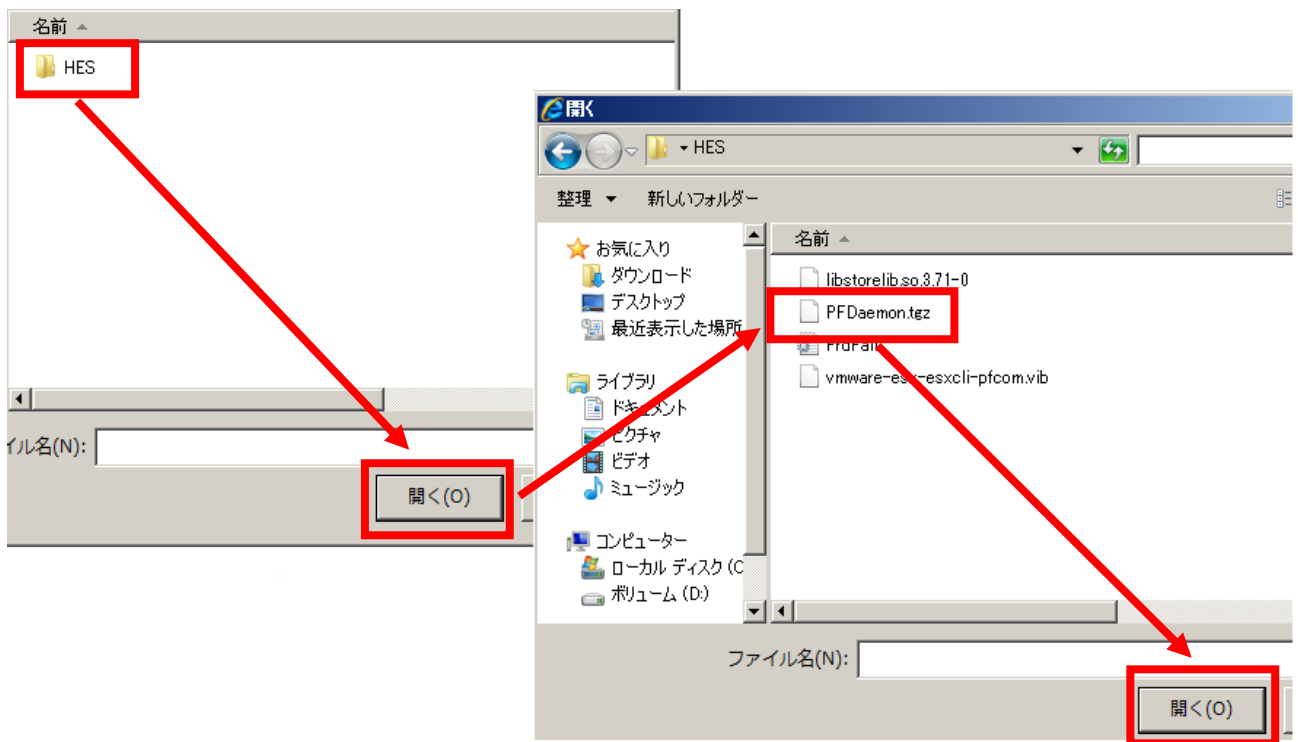 名前
HES
イル名(N):
開く(O)
開く
HES
整理 新しいフォルダー
お気に入り
ダウンロード
デスクトップ
最近表示した場所
ライブラリ
ドキュメント
ピクチャ
ビデオ
ミュージック
コンピューター
ローカル ディスク (C
ボリューム (D:)
名前
libstorelib.so.3.71-0
PFDaemon.tgz
vmware-esx-esxcli-pfcom.vib
ファイル名(N):
開く(O)